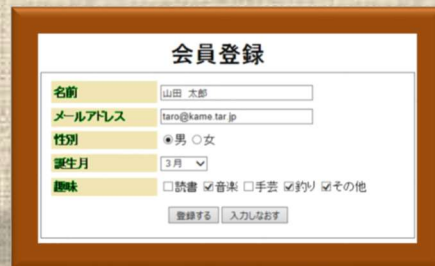 会員登録
名前 山田 太郎
メールアドレス taro@kame.tar.jp
性別 ◉男 ○女
誕生月 3月
趣味 □読書 ☑音楽 □手芸 ☑釣り ☑その他
登録する 入力しなおす